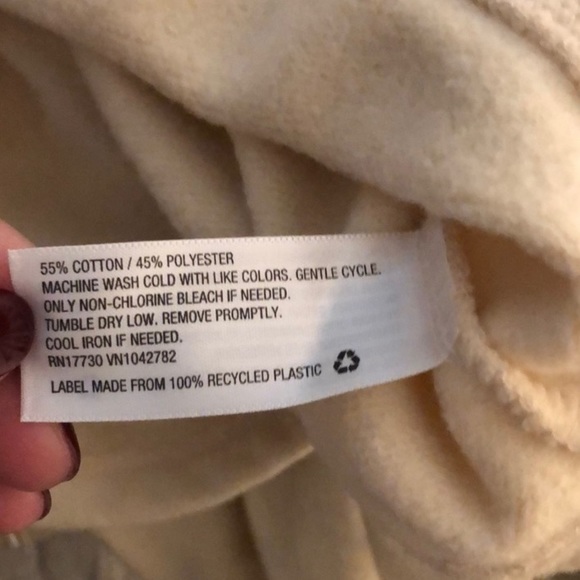 55% COTTON / 45% POLYESTER
MACHINE WASH COLD WITH LIKE COLORS. GENTLE CYCLE.
ONLY NON-CHLORINE BLEACH IF NEEDED.
TUMBLE DRY LOW. REMOVE PROMPTLY.
COOL IRON IF NEEDED.
RN17730 VN1042782
LABEL MADE FROM 100% RECYCLED PLASTIC